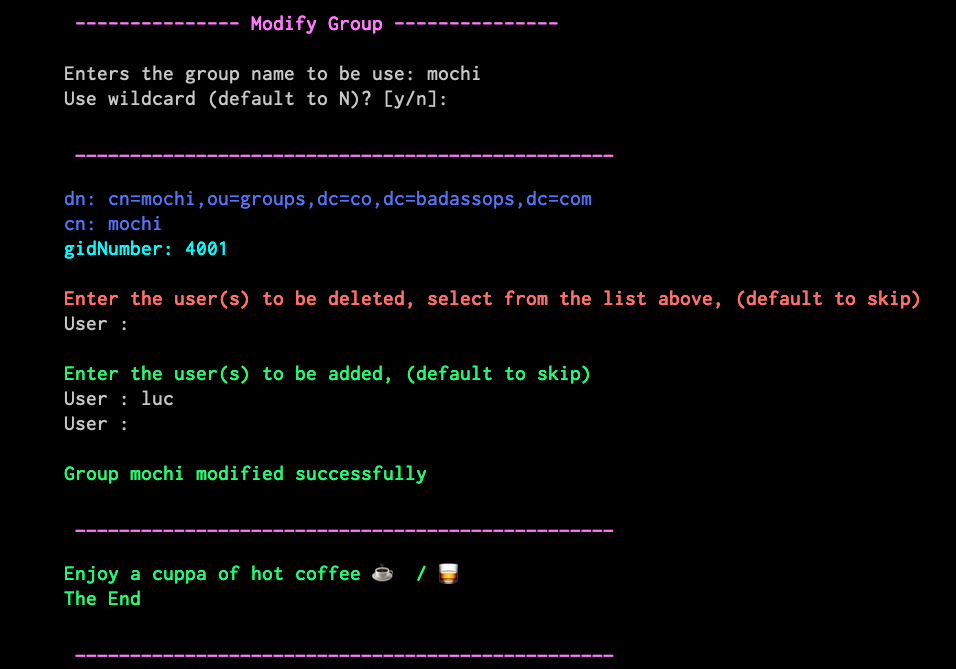 --------------- Modify Group ---------------
Enters the group name to be use: mochi
Use wildcard (default to N)? [y/n]:
_________________________________________________
dn: cn=mochi,ou=groups,dc=co,dc=badassops,dc=com
cn: mochi
gidNumber: 4001
Enter the user(s) to be deleted, select from the list above, (default to skip)
User :
Enter the user(s) to be added, (default to skip)
User : luc
User :
Group mochi modified successfully
_________________________________________________
Enjoy a cuppa of hot coffee ☕ / 🥃
The End
_________________________________________________